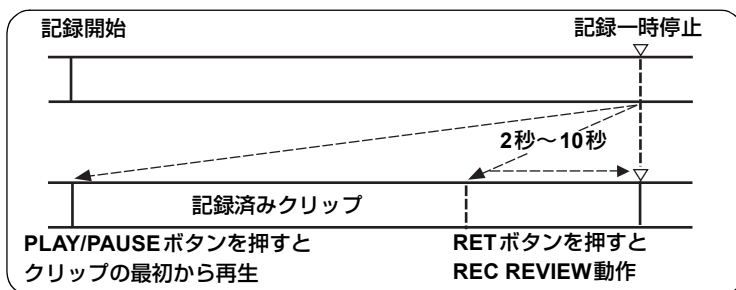 記録開始
記録一時停止
2秒～10秒
記録済みクリップ
PLAY/PAUSEボタンを押すと
クリップの最初から再生
RETボタンを押すと
REC REVIEW動作